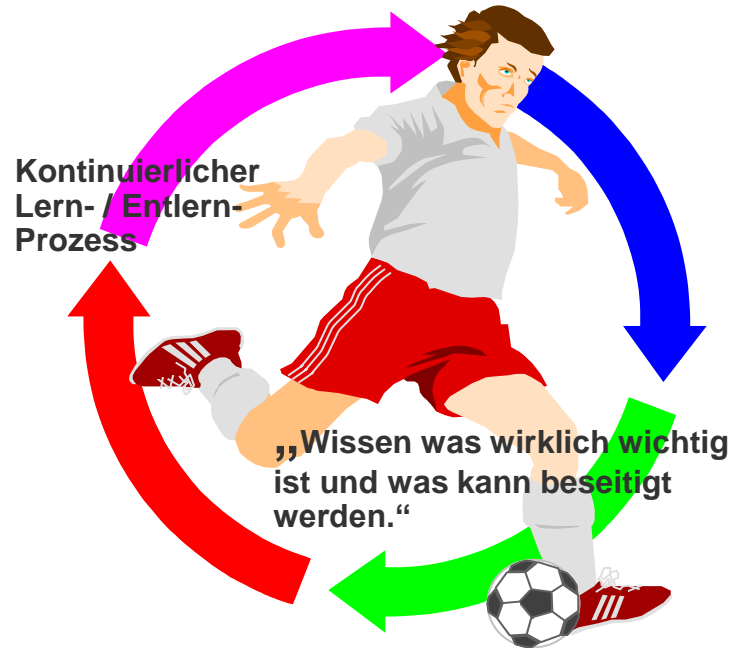 Kontinuierlicher
Lern- / Entlern-
Prozess
„Wissen was wirklich wichtig
ist und was kann beseitigt
werden.“